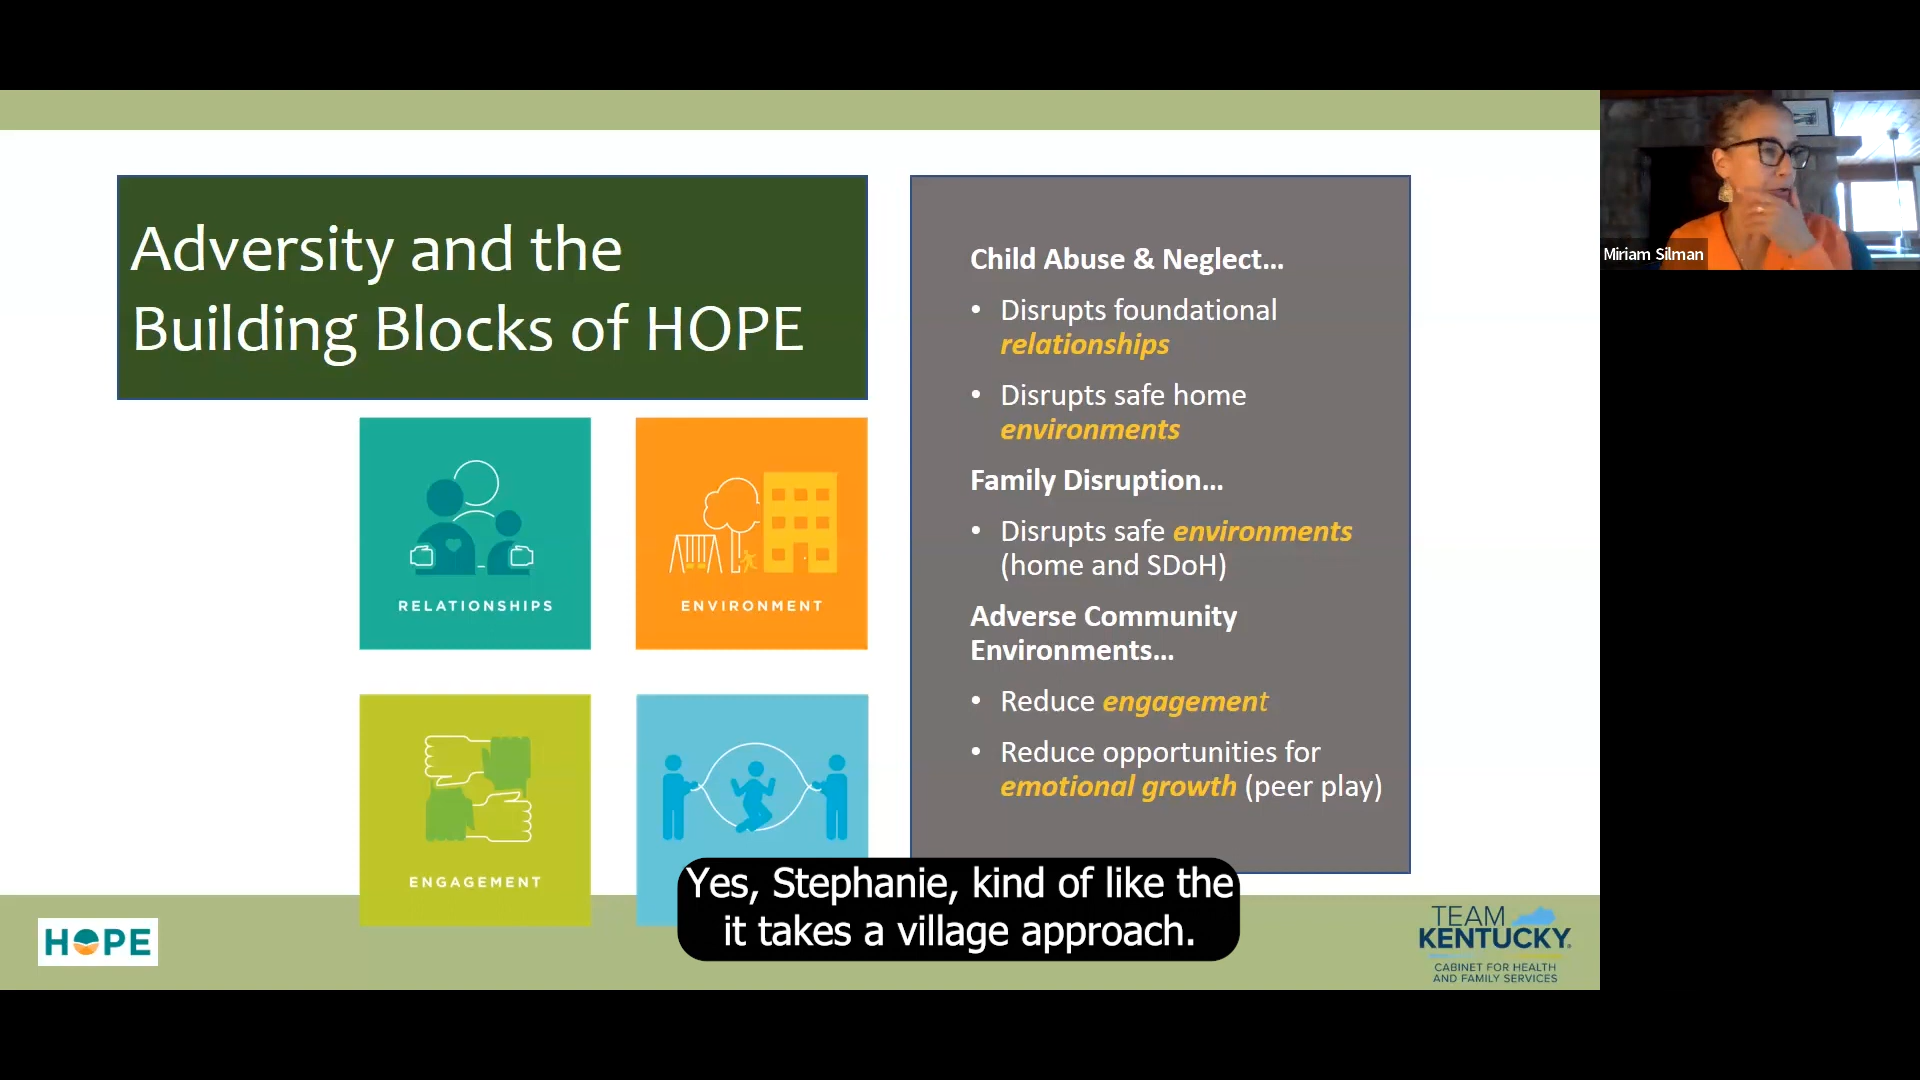 Adversity and the
Building Blocks of HOPE
RELATIONSHIPS
ENVIRONMENT
ENGAGEMENT
Child Abuse & Neglect...
• Disrupts foundational
relationships
• Disrupts safe home
environments
Family Disruption...
• Disrupts safe environments
(home and SDoH)
Adverse Community
Environments...
• Reduce engagement
• Reduce opportunities for
emotional growth (peer play)
Miriam Silman
Yes, Stephanie, kind of like the
it takes a village approach.
HOPE
TEAM
KENTUCKY®
CABINET FOR HEALTH
AND FAMILY SERVICES